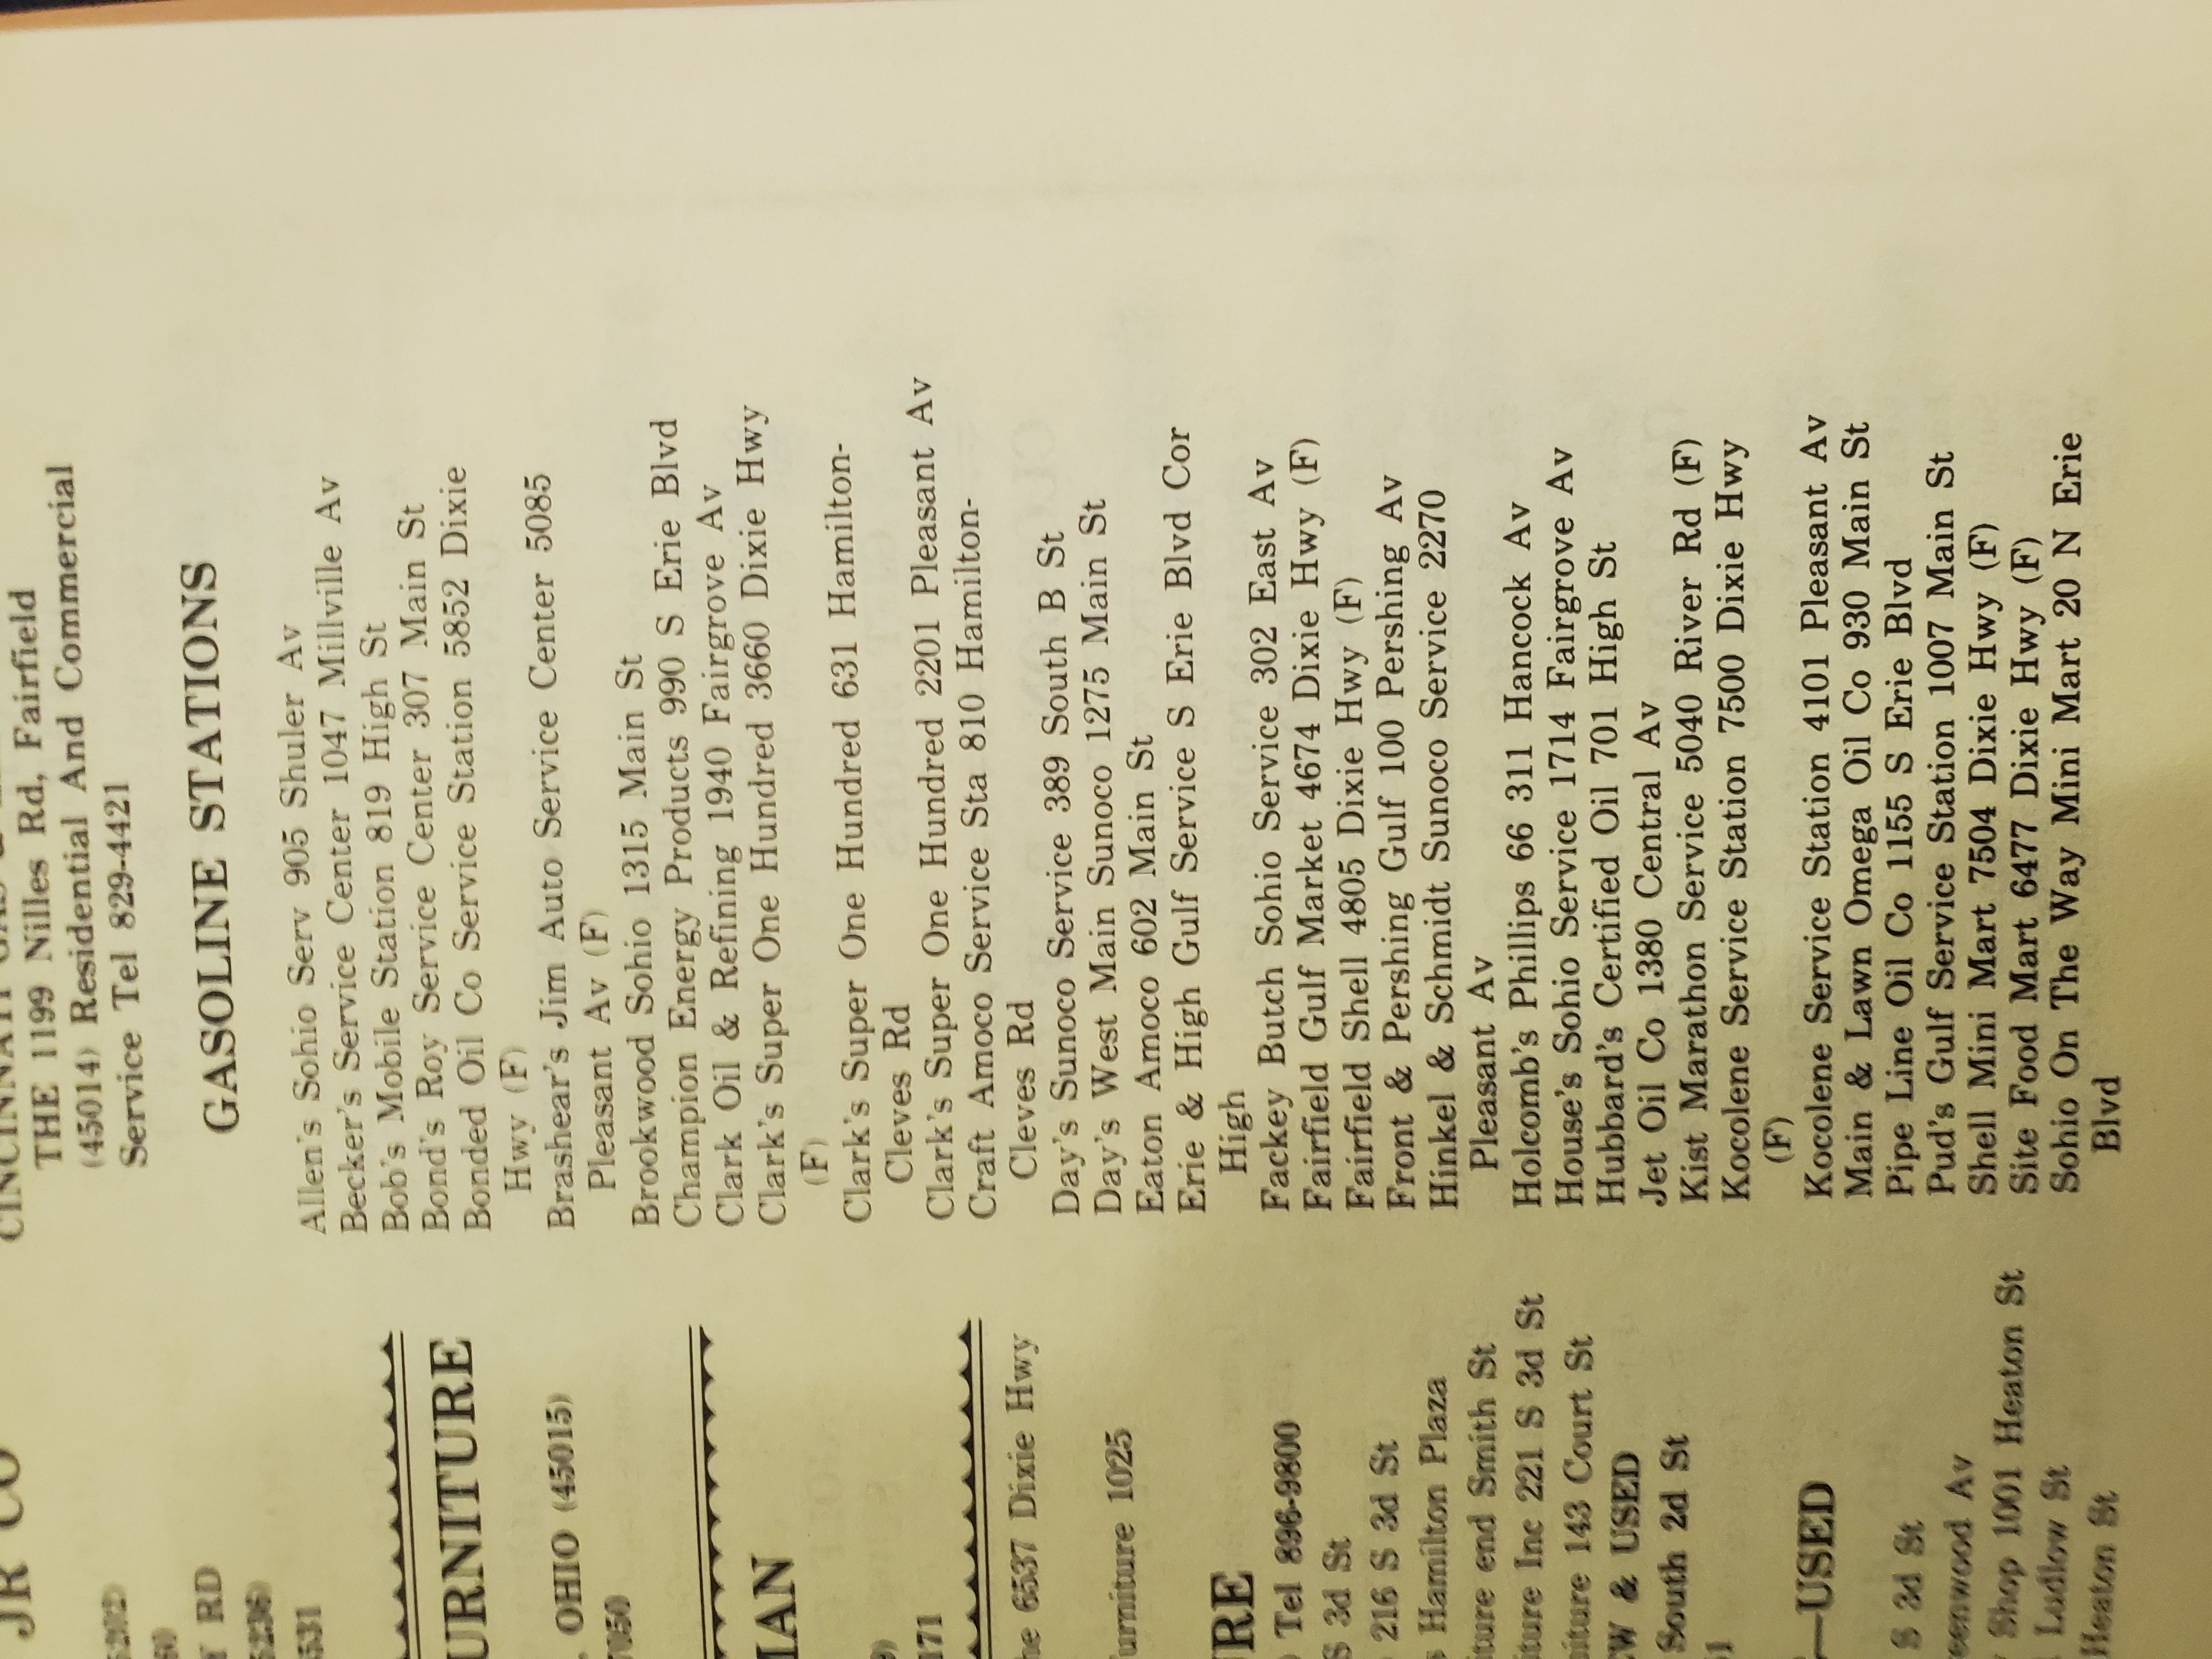 JR CO
RD
531
URNITURE
OHIO (45015)
IAN
171
6537 Dixie Hwy
urniture 1025
URE
Tel 896-9800
S 3d St
216 S 3d St
Hamilton Plaza
iture end Smith St
iture Inc 221 S 3d St
niture 143 Court St
W & USED
South 2d St
—USED
S 3d St
eenwood Av
Shop 1001 Heaton St
Ludlow St
Heaton St
THE 1199 Nilles Rd, Fairfield
(45014) Residential And Commercial
Service Tel 829-4421
GASOLINE STATIONS
Allen's Sohio Serv 905 Shuler Av
Becker's Service Center 1047 Millville Av
Bob's Mobile Station 819 High St
Bond's Roy Service Center 307 Main St
Bonded Oil Co Service Station 5852 Dixie
Hwy (F)
Brashear's Jim Auto Service Center 5085
Pleasant Av (F)
Brookwood Sohio 1315 Main St
Champion Energy Products 990 S Erie Blvd
Clark Oil & Refining 1940 Fairgrove Av
Clark's Super One Hundred 3660 Dixie Hwy
(F)
Clark's Super One Hundred 631 Hamilton-
Cleves Rd
Clark's Super One Hundred 2201 Pleasant Av
Craft Amoco Service Sta 810 Hamilton-
Cleves Rd
Day's Sunoco Service 389 South B St
Day's West Main Sunoco 1275 Main St
Eaton Amoco 602 Main St
Erie & High Gulf Service S Erie Blvd Cor
High
Fackey Butch Sohio Service 302 East Av
Fairfield Gulf Market 4674 Dixie Hwy (F)
Fairfield Shell 4805 Dixie Hwy (F)
Front & Pershing Gulf 100 Pershing Av
Hinkel & Schmidt Sunoco Service 2270
Pleasant Av
Holcomb's Phillips 66 311 Hancock Av
House's Sohio Service 1714 Fairgrove Av
Hubbard's Certified Oil 701 High St
Jet Oil Co 1380 Central Av
Kist Marathon Service 5040 River Rd (F)
Kocolene Service Station 7500 Dixie Hwy
(F)
Kocolene Service Station 4101 Pleasant Av
Main & Lawn Omega Oil Co 930 Main St
Pipe Line Oil Co 1155 S Erie Blvd
Pud's Gulf Service Station 1007 Main St
Shell Mini Mart 7504 Dixie Hwy (F)
Site Food Mart 6477 Dixie Hwy (F)
Sohio On The Way Mini Mart 20 N Erie
Blvd